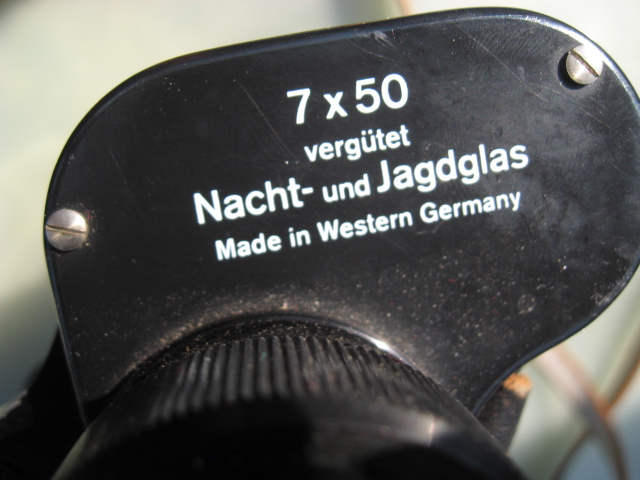 7 x 50
vergütet
Nacht- und Jagdglas
Made in Western Germany